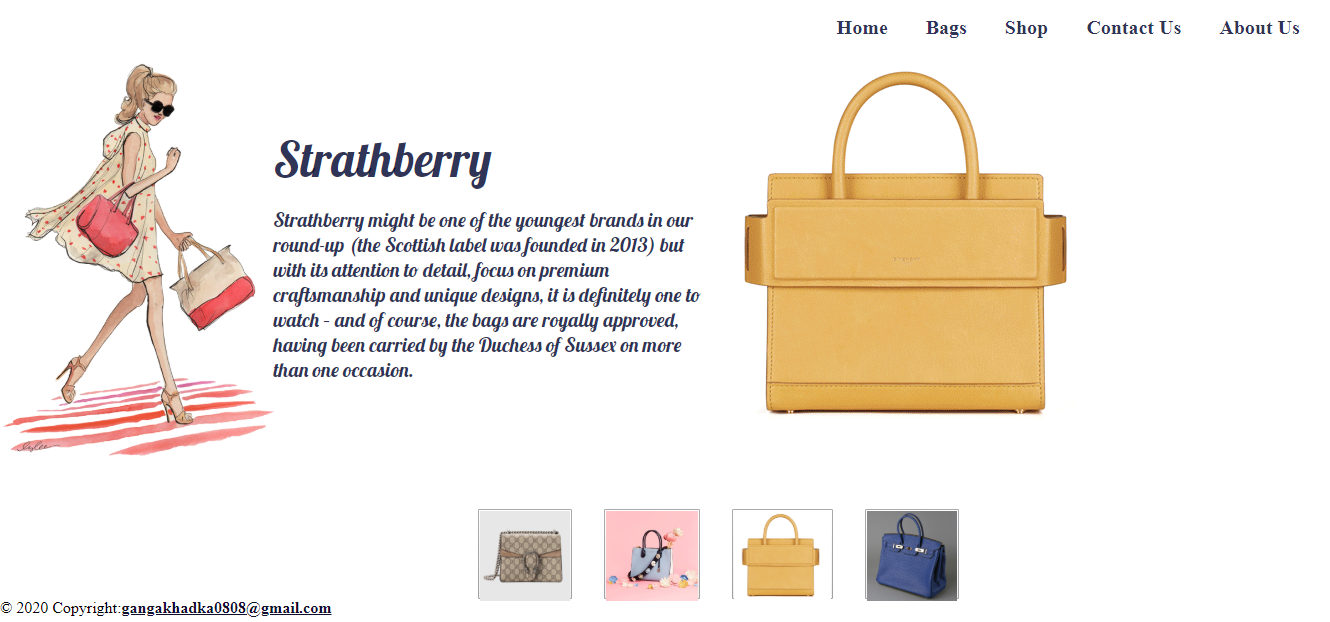 Home Bags Shop Contact Us About Us
Strathberry
Strathberry might be one of the youngest brands in our
round-up (the Scottish label was founded in 2013) but
with its attention to detail, focus on premium
craftsmanship and unique designs, it is definitely one to
watch – and of course, the bags are royally approved,
having been carried by the Duchess of Sussex on more
than one occasion.
© 2020 Copyright:gangakhadka0808@gmail.com